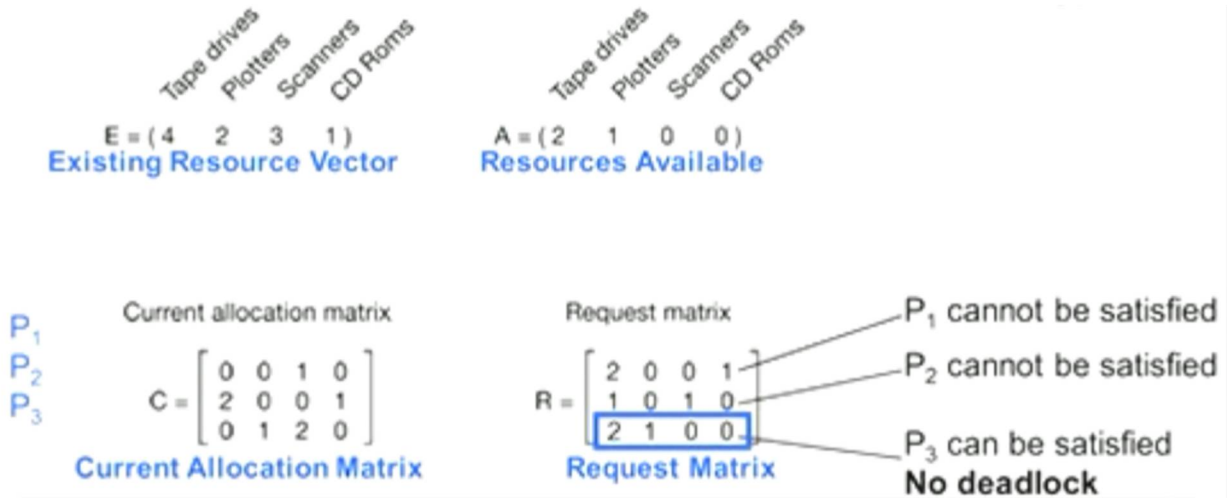 Tape drives Plotters Scanners CD Roms
Tape drives Plotters Scanners CD Roms
E = ( 4 2 3 1 )
A = ( 2 1 0 0 )
Existing Resource Vector
Resources Available
Current allocation matrix
Request matrix
P₁
P₂
P₃
C =
0 0 1 0
2 0 0 1
0 1 2 0
R =
2 0 0 1
1 0 1 0
2 1 0 0
P₁ cannot be satisfied
P₂ cannot be satisfied
P₃ can be satisfied
No deadlock
Current Allocation Matrix
Request Matrix